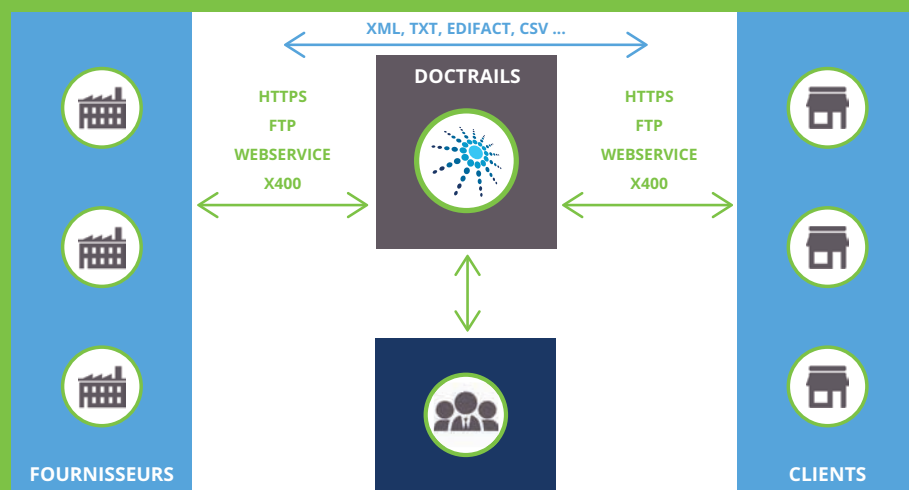 XML, TXT, EDIFACT, CSV ...
DOCTRAILS
HTTPS
FTP
WEBSERVICE
X400
HTTPS
FTP
WEBSERVICE
X400
FOURNISSEURS
CLIENTS